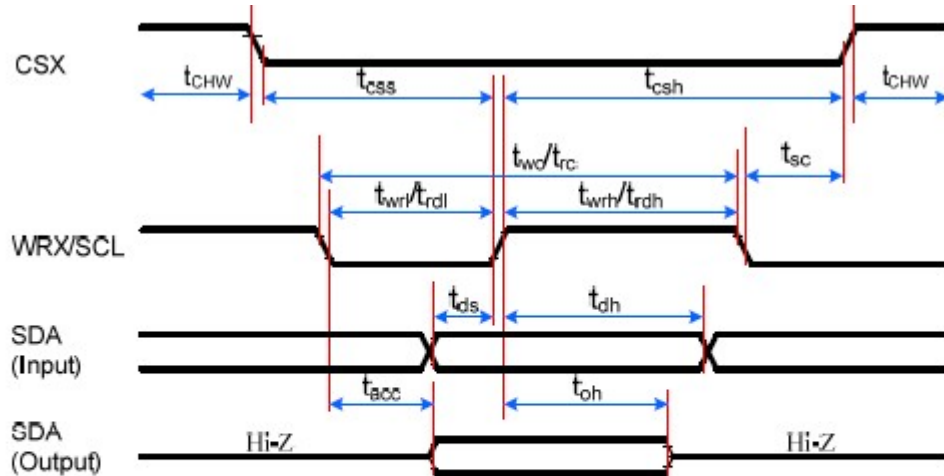 CSX
tCHW tcss tcsh tCHW
twc/trc tsc
twrl/trdl twrh/trdh
WRX/SCL
tds tdh
SDA
(Input)
tacc toh
SDA
(Output)
Hi-Z Hi-Z